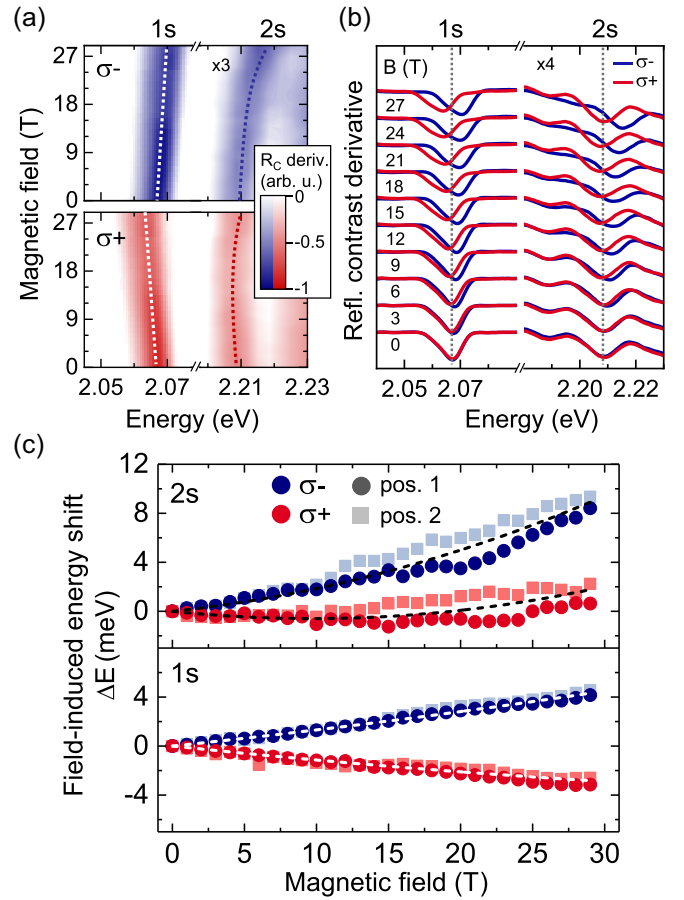 (a)
1s
2s
27
18
9
0
σ-
x3
27
18
9
0
σ+
Magnetic field (T)
R_C deriv.
(arb. u.)
0
-0.5
-1
2.05
2.07
2.21
2.23
Energy (eV)
(b)
1s
2s
B (T)
x4
σ-
σ+
27
24
21
18
15
12
9
6
3
0
Refl. contrast derivative
2.05
2.07
2.20
2.22
Energy (eV)
(c)
12
8
4
0
2s
σ-
pos. 1
σ+
pos. 2
4
0
-4
1s
Field-induced energy shift
ΔE (meV)
0
5
10
15
20
25
30
Magnetic field (T)